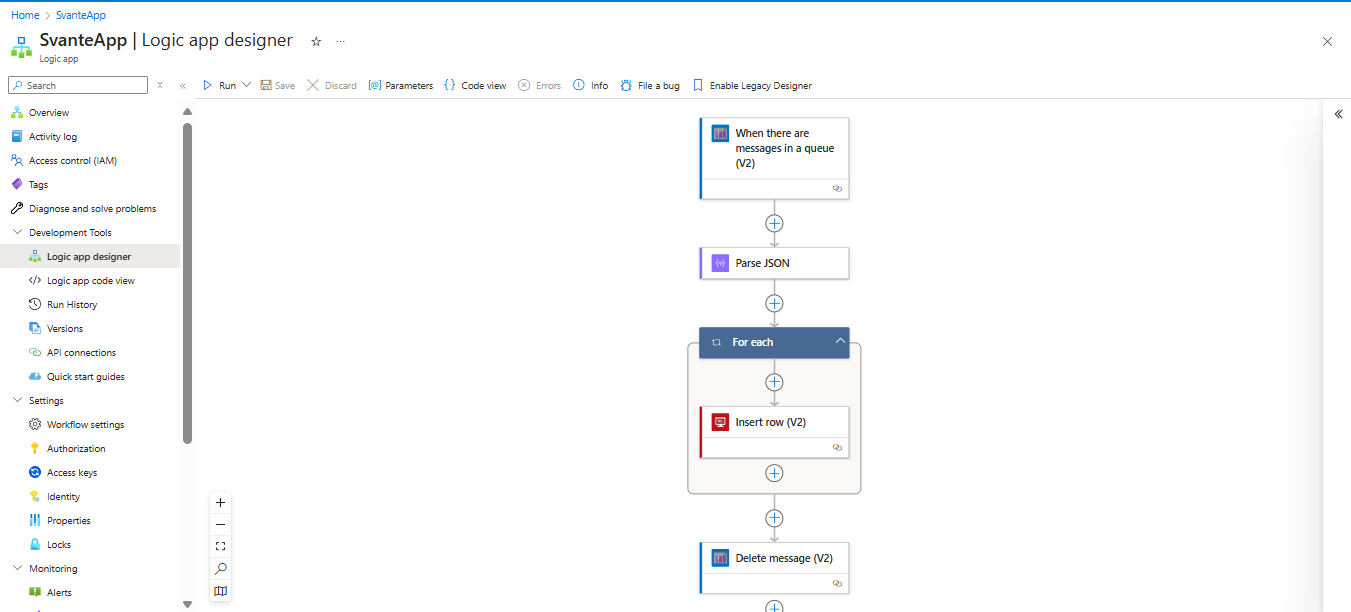 Home > SvanteApp
SvanteApp | Logic app designer
Logic app
Search
Run
Save
Discard
Parameters
Code view
Errors
Info
File a bug
Enable Legacy Designer
Overview
Activity log
Access control (IAM)
Tags
Diagnose and solve problems
Development Tools
Logic app designer
Logic app code view
Run History
Versions
API connections
Quick start guides
Settings
Workflow settings
Authorization
Access keys
Identity
Properties
Locks
Monitoring
Alerts
When there are
messages in a queue
(V2)
Parse JSON
For each
Insert row (V2)
Delete message (V2)